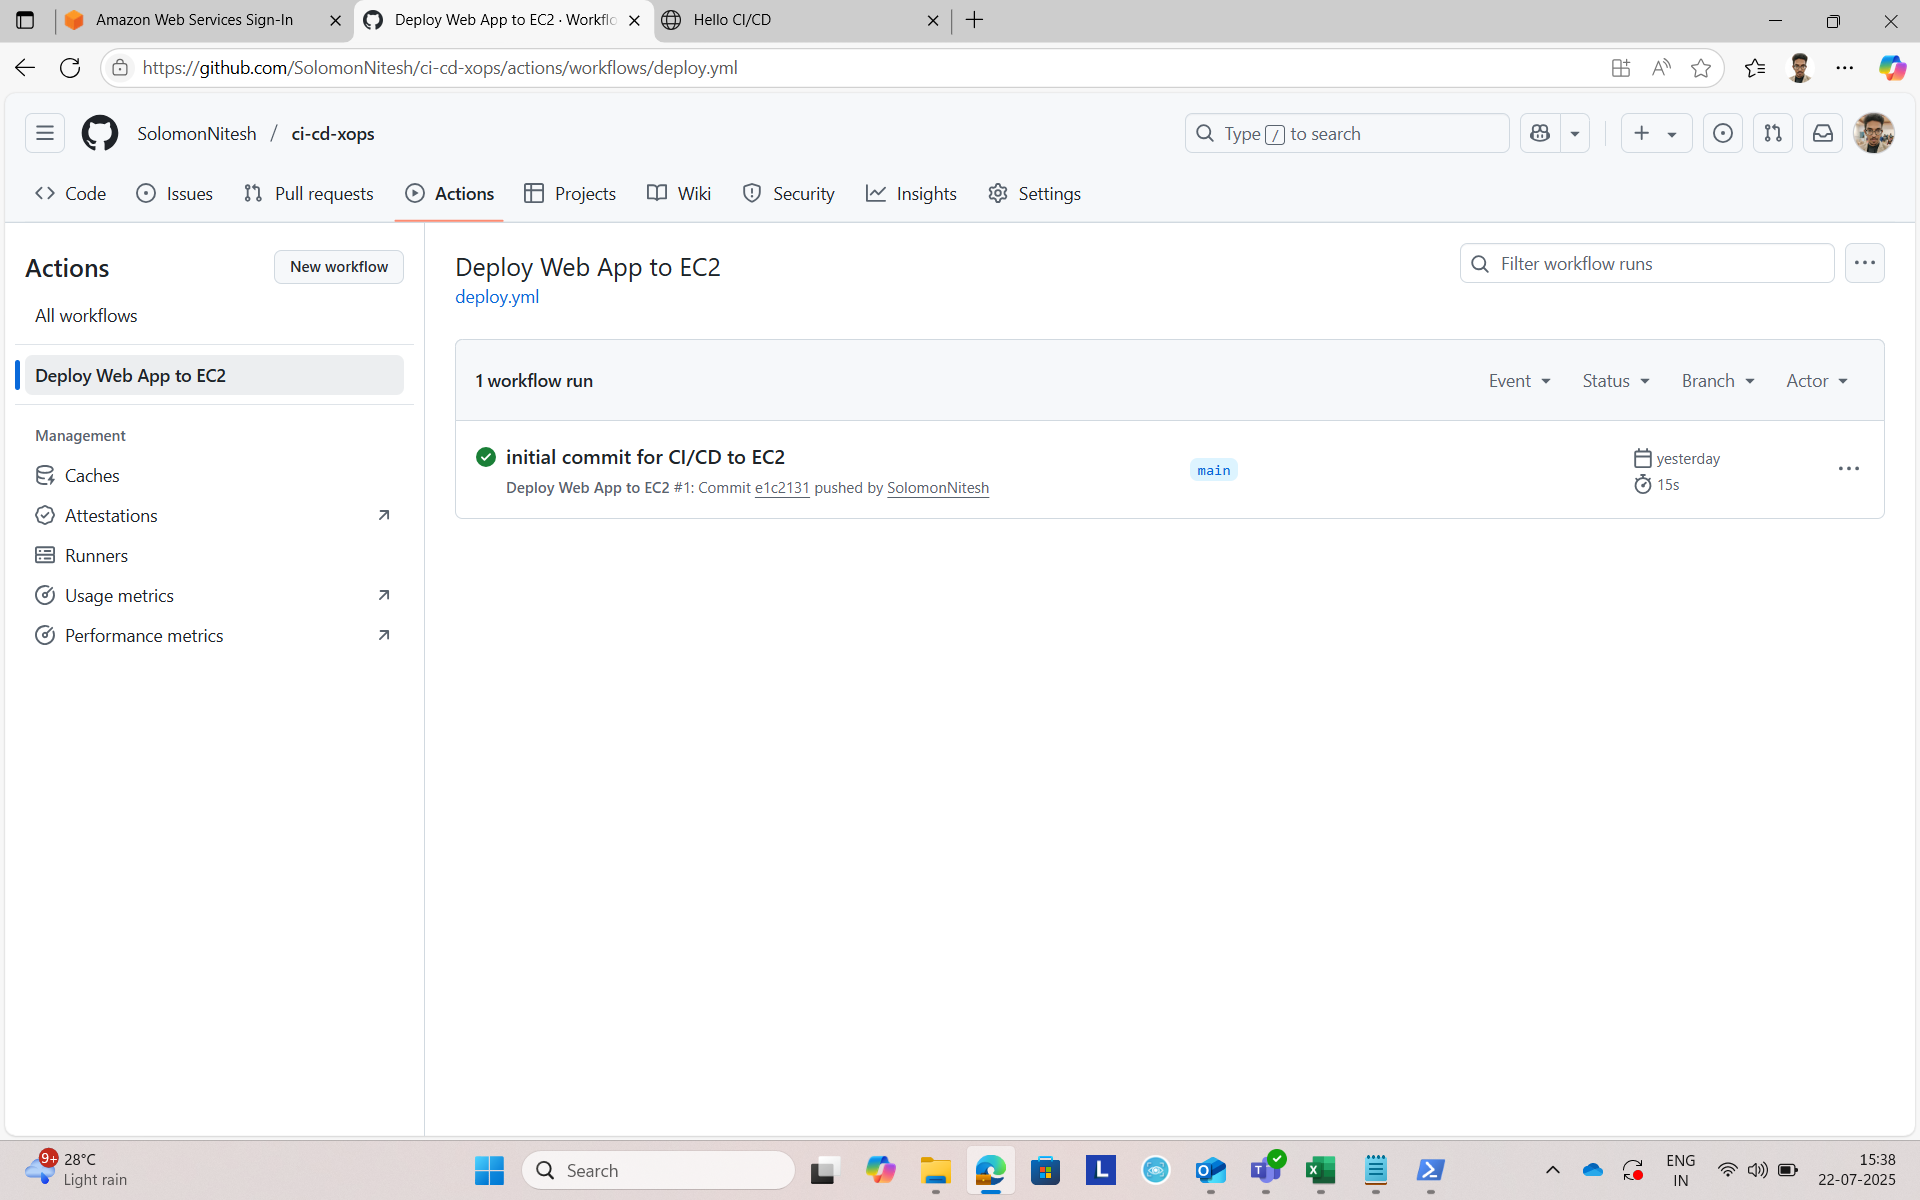 Amazon Web Services Sign-In
Deploy Web App to EC2 · Workflo
Hello CI/CD
https://github.com/SolomonNitesh/ci-cd-xops/actions/workflows/deploy.yml
SolomonNitesh / ci-cd-xops
Type / to search
Code
Issues
Pull requests
Actions
Projects
Wiki
Security
Insights
Settings
Actions
New workflow
All workflows
Deploy Web App to EC2
Management
Caches
Attestations
Runners
Usage metrics
Performance metrics
Deploy Web App to EC2
deploy.yml
Filter workflow runs
1 workflow run
Event
Status
Branch
Actor
initial commit for CI/CD to EC2
Deploy Web App to EC2 #1: Commit e1c2131 pushed by SolomonNitesh
main
yesterday
15s
9+
28°C
Light rain
Search
L
ENG
IN
15:38
22-07-2025